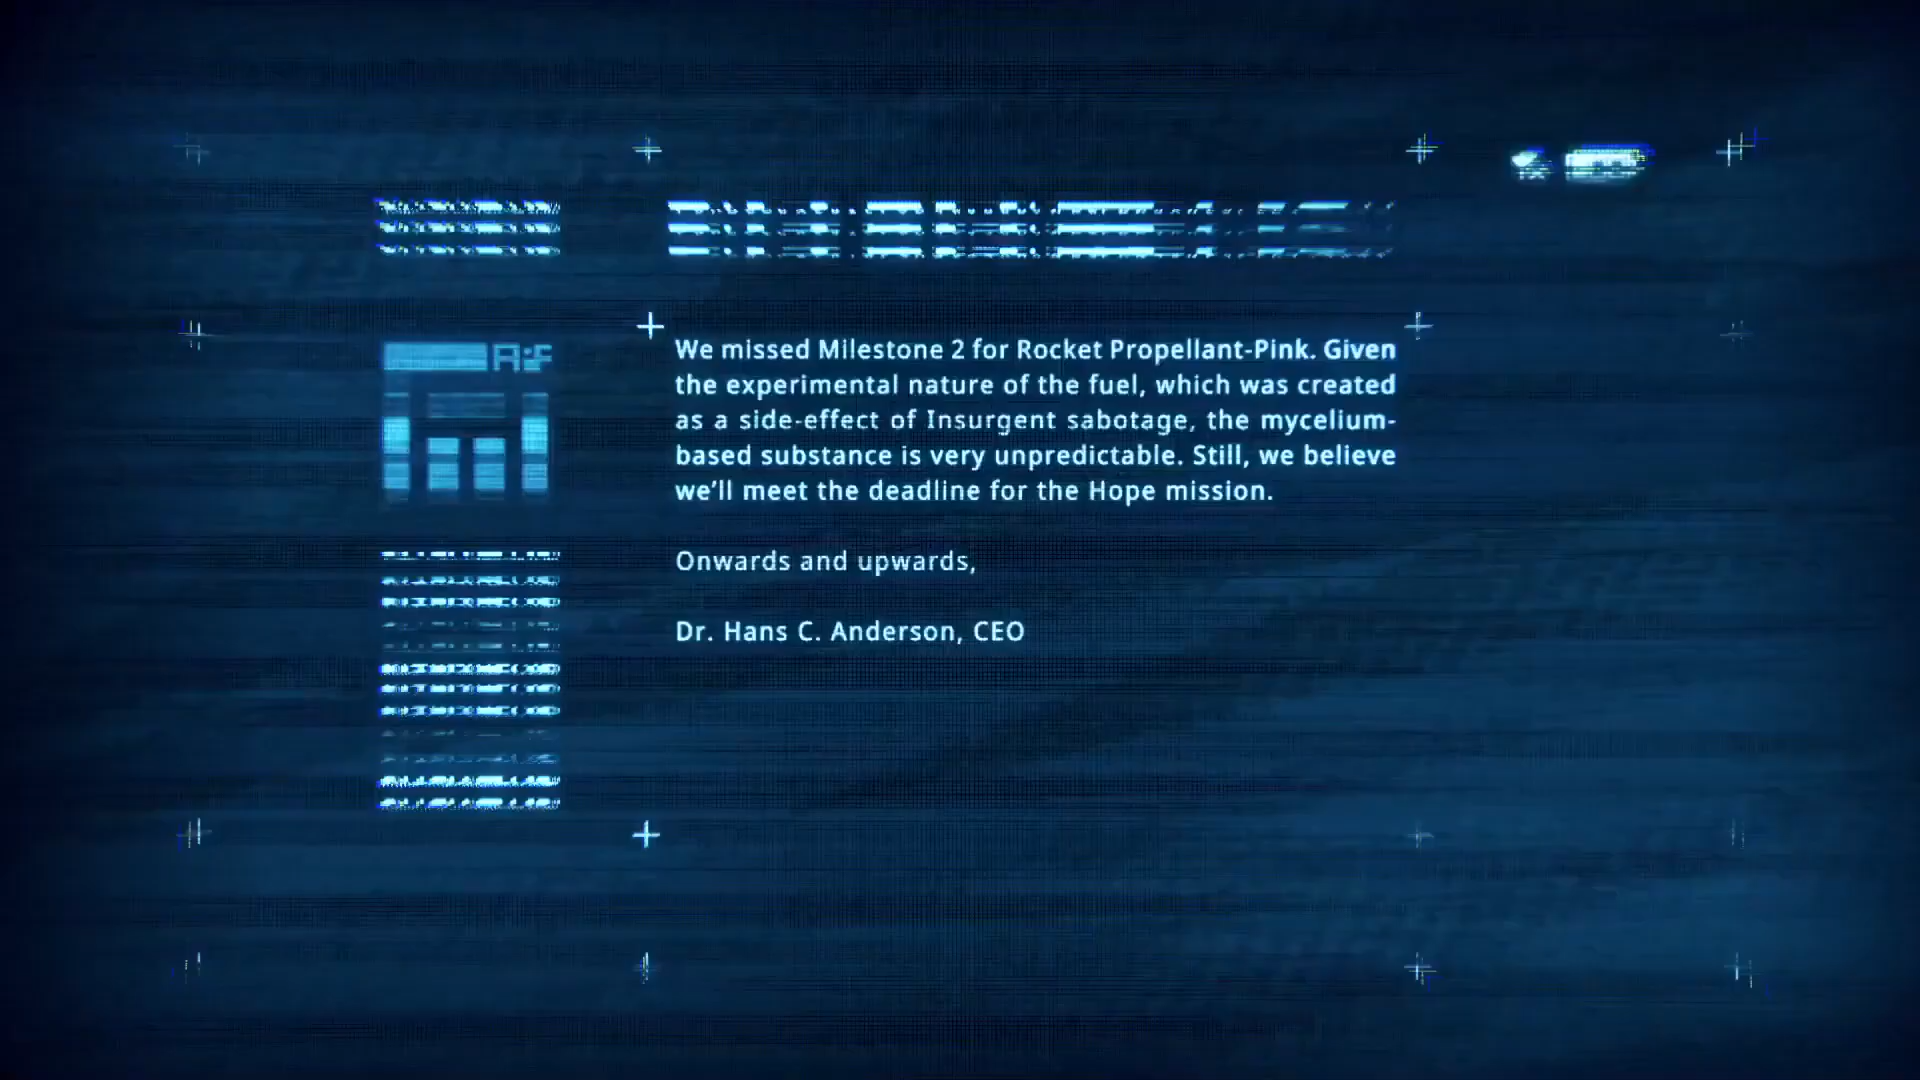 We missed Milestone 2 for Rocket Propellant-Pink. Given
the experimental nature of the fuel, which was created
as a side-effect of Insurgent sabotage, the mycelium-
based substance is very unpredictable. Still, we believe
we’ll meet the deadline for the Hope mission.
Onwards and upwards,
Dr. Hans C. Anderson, CEO